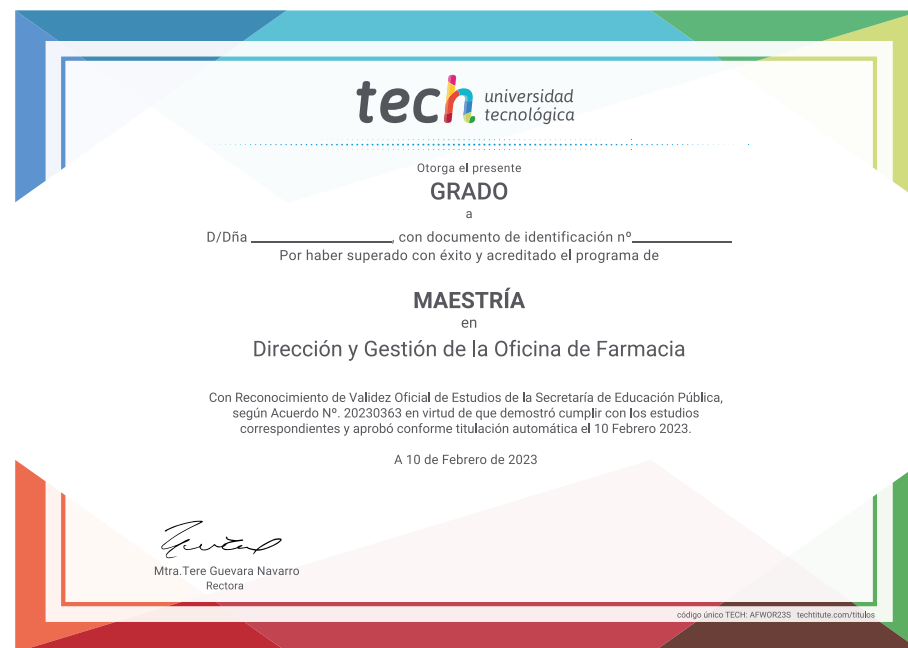 tech universidad
tecnológica
Otorga el presente
GRADO
a
D/Dña ____________________, con documento de identificación nº______________
Por haber superado con éxito y acreditado el programa de
MAESTRÍA
en
Dirección y Gestión de la Oficina de Farmacia
Con Reconocimiento de Validez Oficial de Estudios de la Secretaría de Educación Pública,
según Acuerdo Nº. 20230363 en virtud de que demostró cumplir con los estudios
correspondientes y aprobó conforme titulación automática el 10 Febrero 2023.
A 10 de Febrero de 2023
Mtra.Tere Guevara Navarro
Rectora
código único TECH: AFWOR23S techtitute.com/titulos